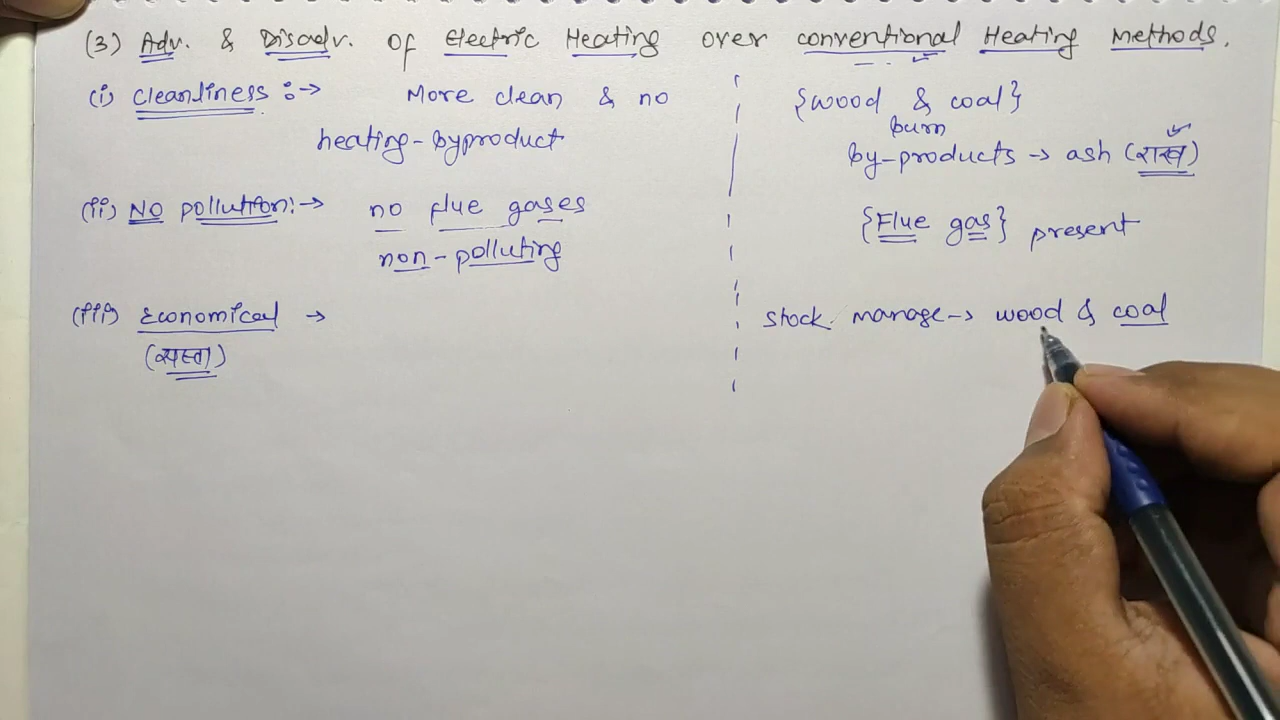 (3) Adv. & Disadv. of Electric Heating over conventional Heating Methods.
(i) Cleanliness :→ More clean & no
heating-byproduct
{wood & coal}
burn
by-products → ash (राख)
(ii) NO pollution:→ no flue gases
non-polluting
{Flue gas} present
(iii) Economical →
(सस्ता)
stock manage → wood & coal